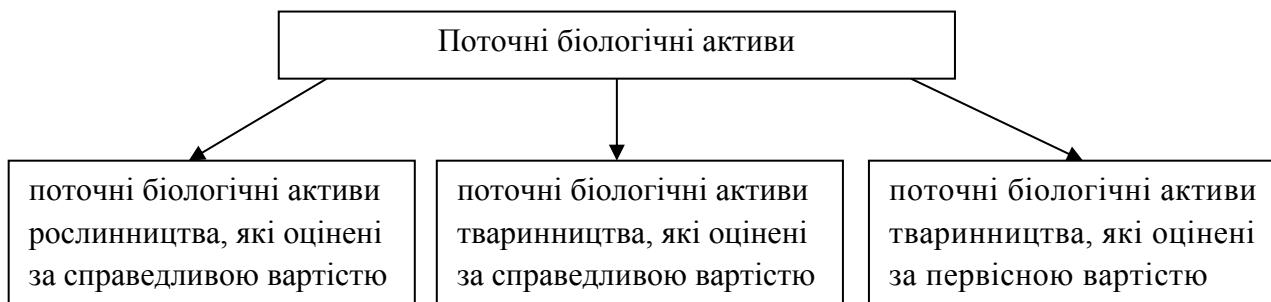 Поточні біологічні активи
поточні біологічні активи
рослинництва, які оцінені
за справедливою вартістю
поточні біологічні активи
тваринництва, які оцінені
за справедливою вартістю
поточні біологічні активи
тваринництва, які оцінені
за первісною вартістю